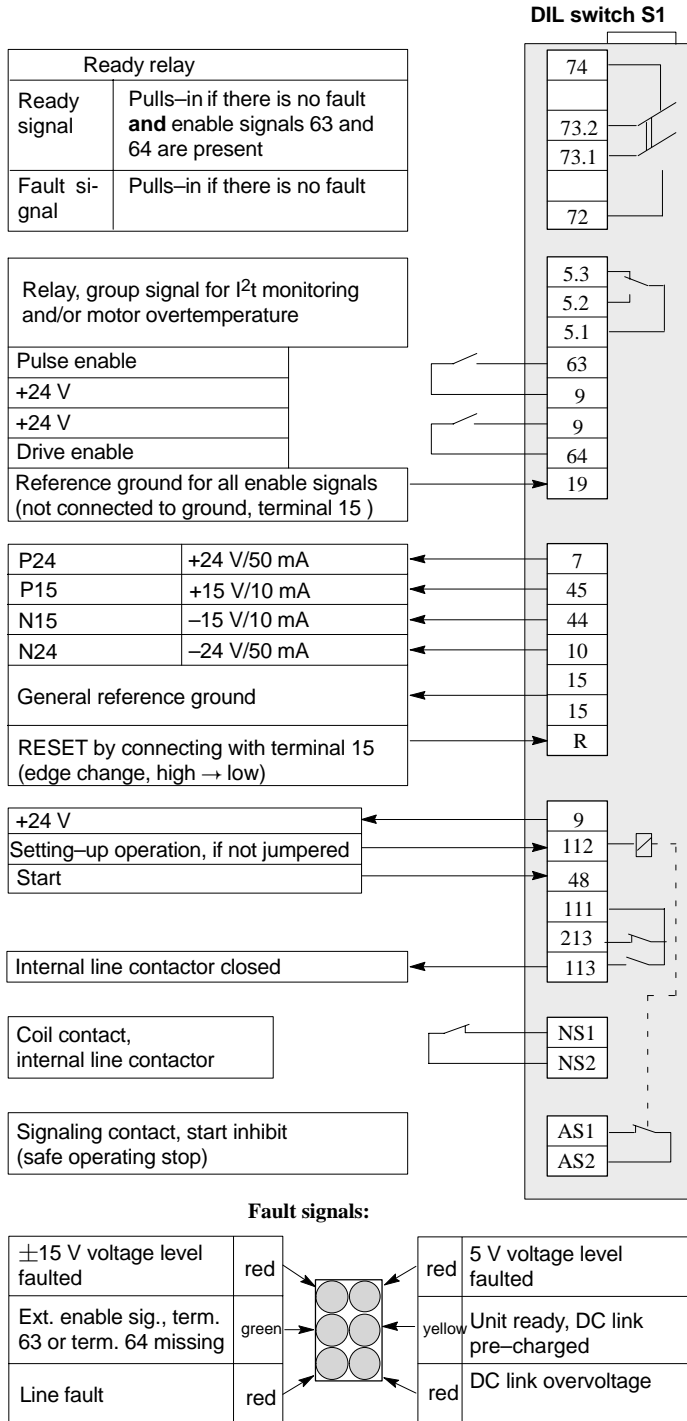 DIL switch S1
Ready relay
Ready signal
Pulls–in if there is no fault
and enable signals 63 and
64 are present
Fault si-
gnal
Pulls–in if there is no fault
74
73.2
73.1
72
Relay, group signal for I2t monitoring
and/or motor overtemperature
5.3
5.2
5.1
Pulse enable
63
+24 V
9
+24 V
9
Drive enable
64
Reference ground for all enable signals
(not connected to ground, terminal 15 )
19
P24 +24 V/50 mA
7
P15 +15 V/10 mA
45
N15 –15 V/10 mA
44
N24 –24 V/50 mA
10
General reference ground
15
15
RESET by connecting with terminal 15
(edge change, high → low)
R
+24 V
9
Setting–up operation, if not jumpered
112
Start
48
111
213
Internal line contactor closed
113
Coil contact,
internal line contactor
NS1
NS2
Signaling contact, start inhibit
(safe operating stop)
AS1
AS2
Fault signals:
±15 V voltage level
faulted
red
red
5 V voltage level
faulted
Ext. enable sig., term.
63 or term. 64 missing
green
yellow
Unit ready, DC link
pre–charged
Line fault
red
red
DC link overvoltage